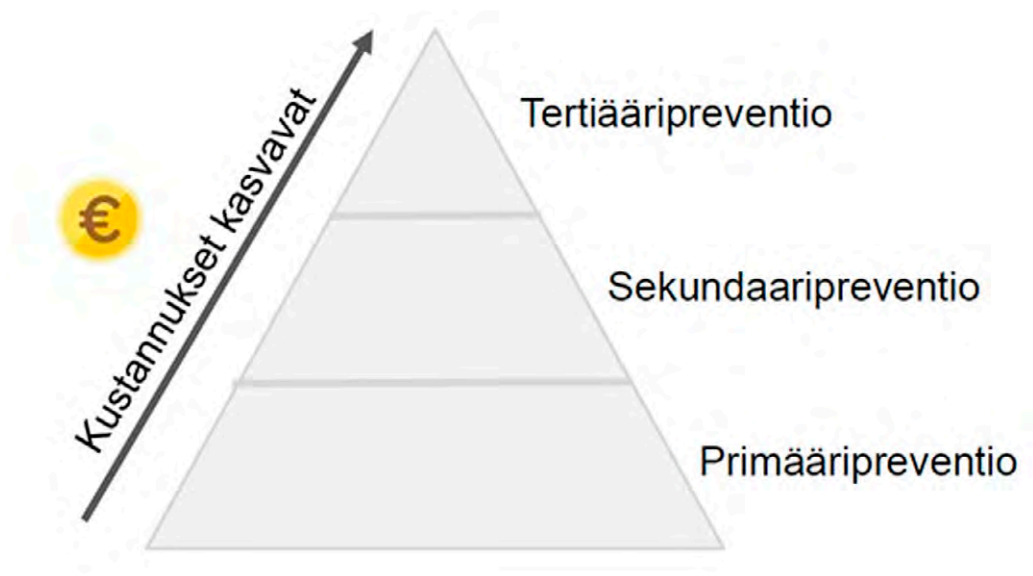 Tertiääripreventio
Kustannukset kasvavat
€
Sekundaaripreventio
Primääripreventio